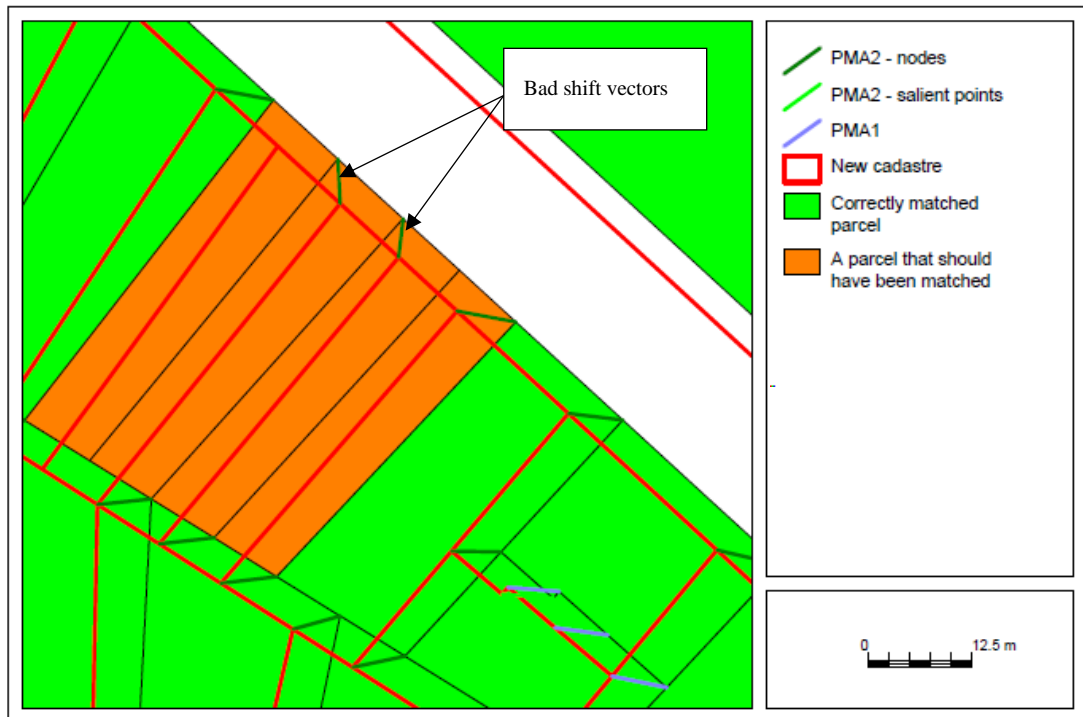 Bad shift vectors
PMA2 - nodes
PMA2 - salient points
PMA1
New cadastre
Correctly matched
parcel
A parcel that should
have been matched
0 12.5 m